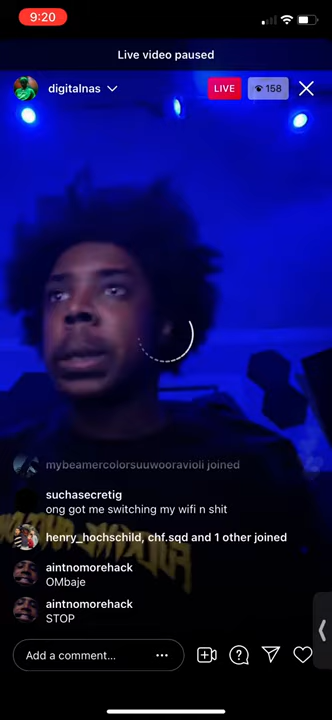 9:20
Live video paused
digitalnas
LIVE
158
mybeamercolorsuuwooravioli joined
suchasecretig
ong got me switching my wifi n shit
henry_hochschild, chf.sqd and 1 other joined
aintnomorehack
OMbaje
aintnomorehack
STOP
Add a comment...